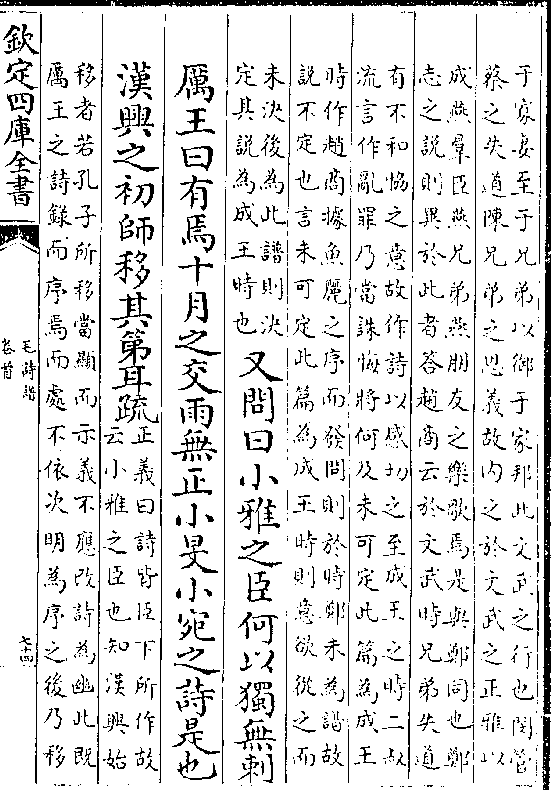 于寡妻至于兄弟以御于家邦此文武之行也閔管
蔡之失道陳兄弟之恩義故内之於文武之正雅以
成燕羣臣燕兄弟燕朋友之樂歌焉是與鄭同也鄭
志之説則異於此者答趙商云於文武時兄弟失道
有不和協之意故作詩以感切之至成王之時二叔
流言作亂罪乃當誅悔將何及未可定此篇為成王
時作趙商據魚麗之序而發問則於時鄭未為譜故
説不定也言未可定此篇為成王時則意欲從之而
未決後為此譜則決
定其説為成王時也
又問曰小雅之臣何以獨無刺
厲王曰有焉十月之交雨無正小旻小宛之詩是也
漢興之初師移其第耳疏
正義曰詩皆臣下所作故
云小雅之臣也知漢興始
移者若孔子所移當顯而示義不應改詩為幽此既
厲王之詩錄而序焉而處不依次明為序之後乃移
欽定四庫全書
毛詩譜
卷首
七十四